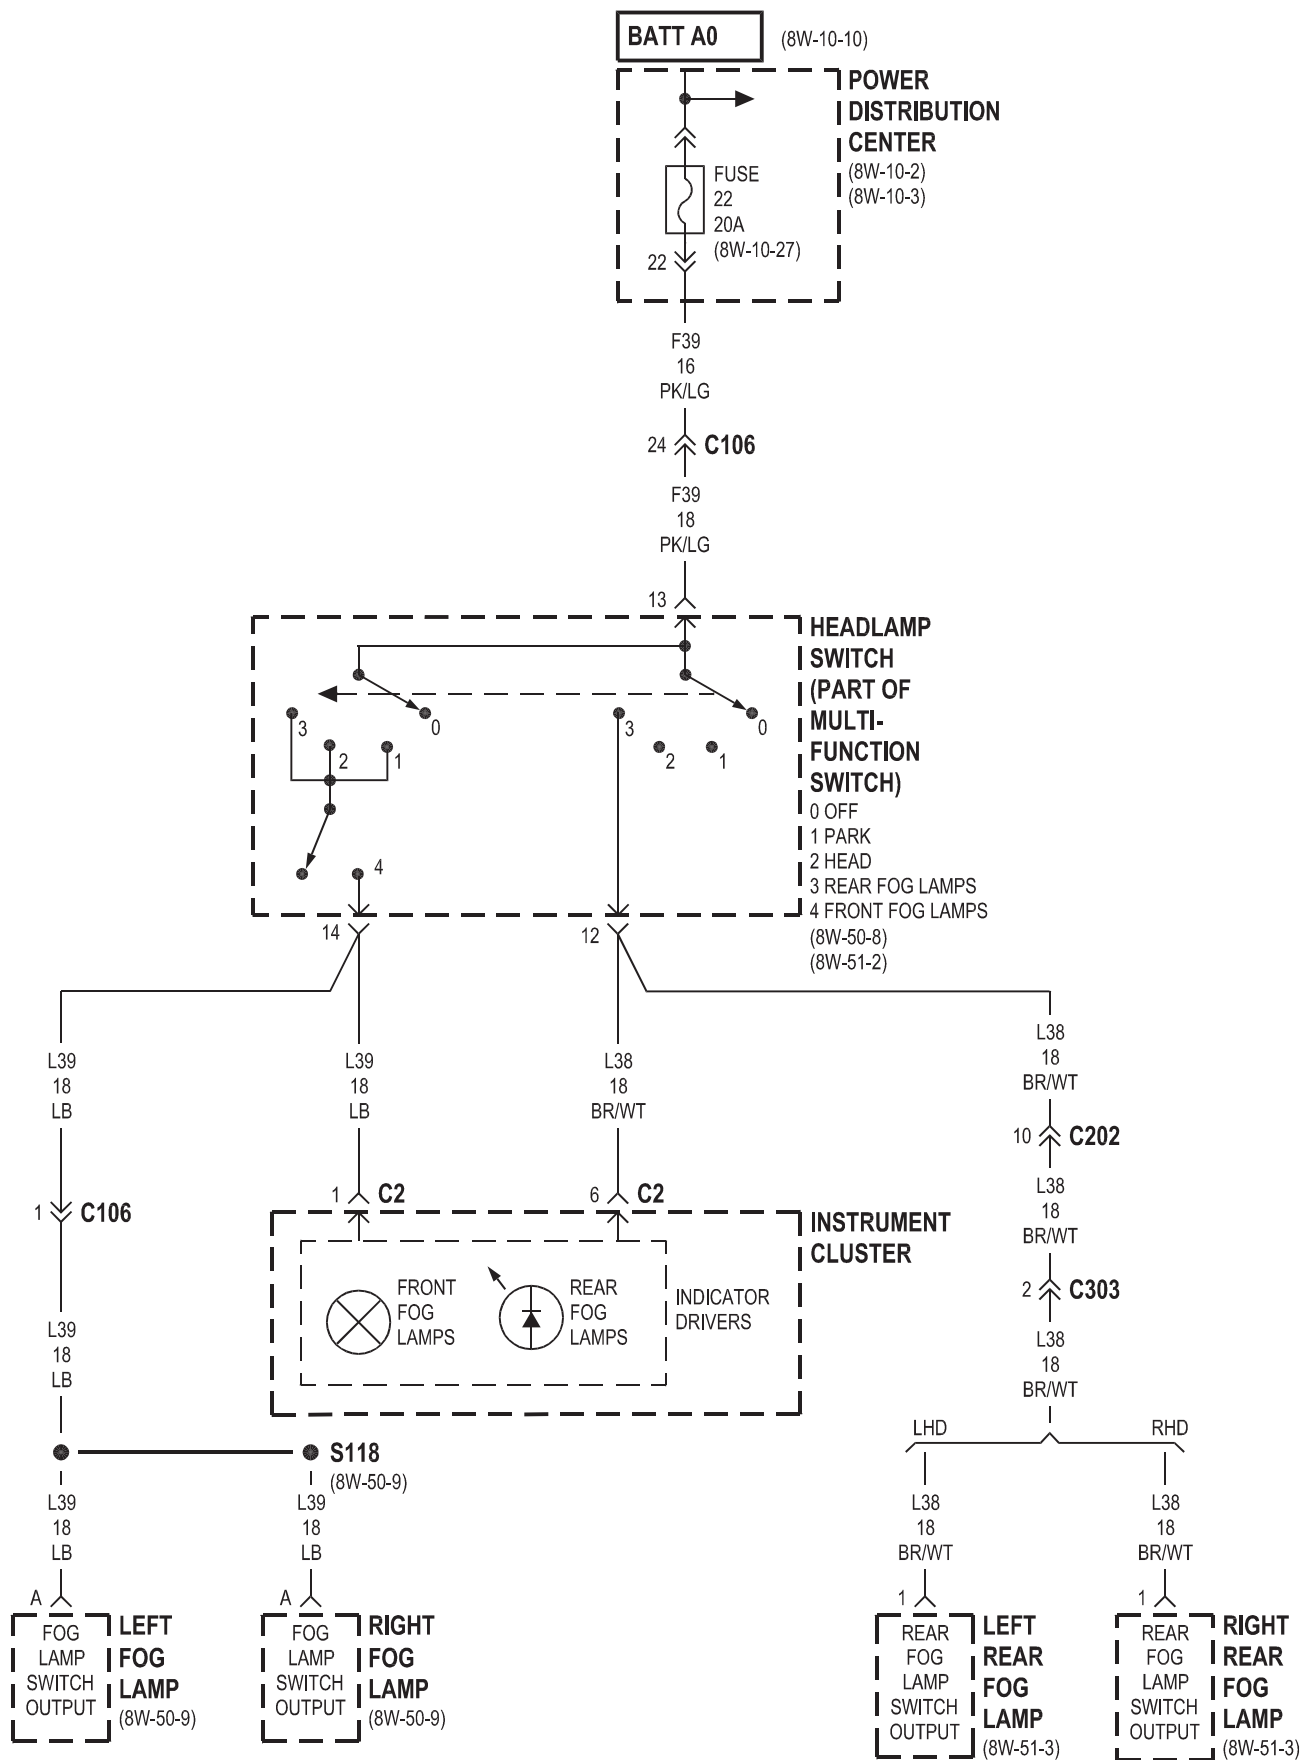 BATT A0
(8W-10-10)
POWER
DISTRIBUTION
CENTER
(8W-10-2)
(8W-10-3)
FUSE
22
20A
(8W-10-27)
22
F39
16
PK/LG
24
C106
F39
18
PK/LG
13
HEADLAMP
SWITCH
(PART OF
MULTI-
FUNCTION
SWITCH)
0 OFF
1 PARK
2 HEAD
3 REAR FOG LAMPS
4 FRONT FOG LAMPS
(8W-50-8)
(8W-51-2)
3
2
1
0
4
3
2
1
0
14
12
L39
18
LB
L39
18
LB
L38
18
BR/WT
L38
18
BR/WT
10
C202
L38
18
BR/WT
2
C303
L38
18
BR/WT
1
C106
1
C2
6
C2
INSTRUMENT
CLUSTER
FRONT
FOG
LAMPS
REAR
FOG
LAMPS
INDICATOR
DRIVERS
L39
18
LB
S118
(8W-50-9)
LHD
RHD
L39
18
LB
L39
18
LB
L38
18
BR/WT
L38
18
BR/WT
A
FOG
LAMP
SWITCH
OUTPUT
LEFT
FOG
LAMP
(8W-50-9)
A
FOG
LAMP
SWITCH
OUTPUT
RIGHT
FOG
LAMP
(8W-50-9)
1
REAR
FOG
LAMP
SWITCH
OUTPUT
LEFT
REAR
FOG
LAMP
(8W-51-3)
1
REAR
FOG
LAMP
SWITCH
OUTPUT
RIGHT
REAR
FOG
LAMP
(8W-51-3)